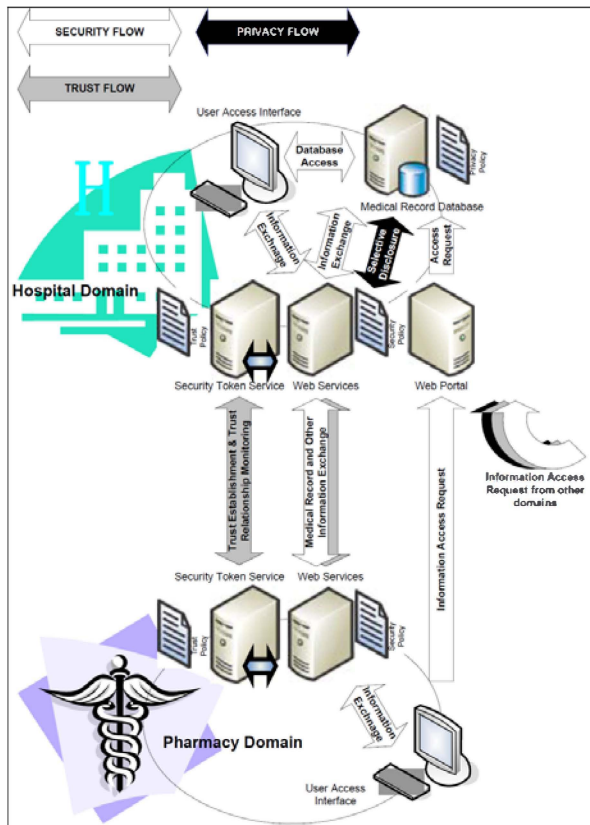 SECURITY FLOW
PRIVACY FLOW
TRUST FLOW
User Access Interface
Database
Access
Privacy
Policy
Medical Record Database
H
Information
Exchnage
Information
Exchange
Selective
Disclosure
Access
Request
Hospital Domain
Trust
Policy
Security
Policy
Security Token Service
Web Services
Web Portal
Trust Establishment & Trust
Relationship Monitoring
Medical Record and Other
Information Exchange
Information Access Request
Information Access
Request from other
domains
Security Token Service
Web Services
Trust
Policy
Security
Policy
Information
Exchnage
Pharmacy Domain
User Access
Interface